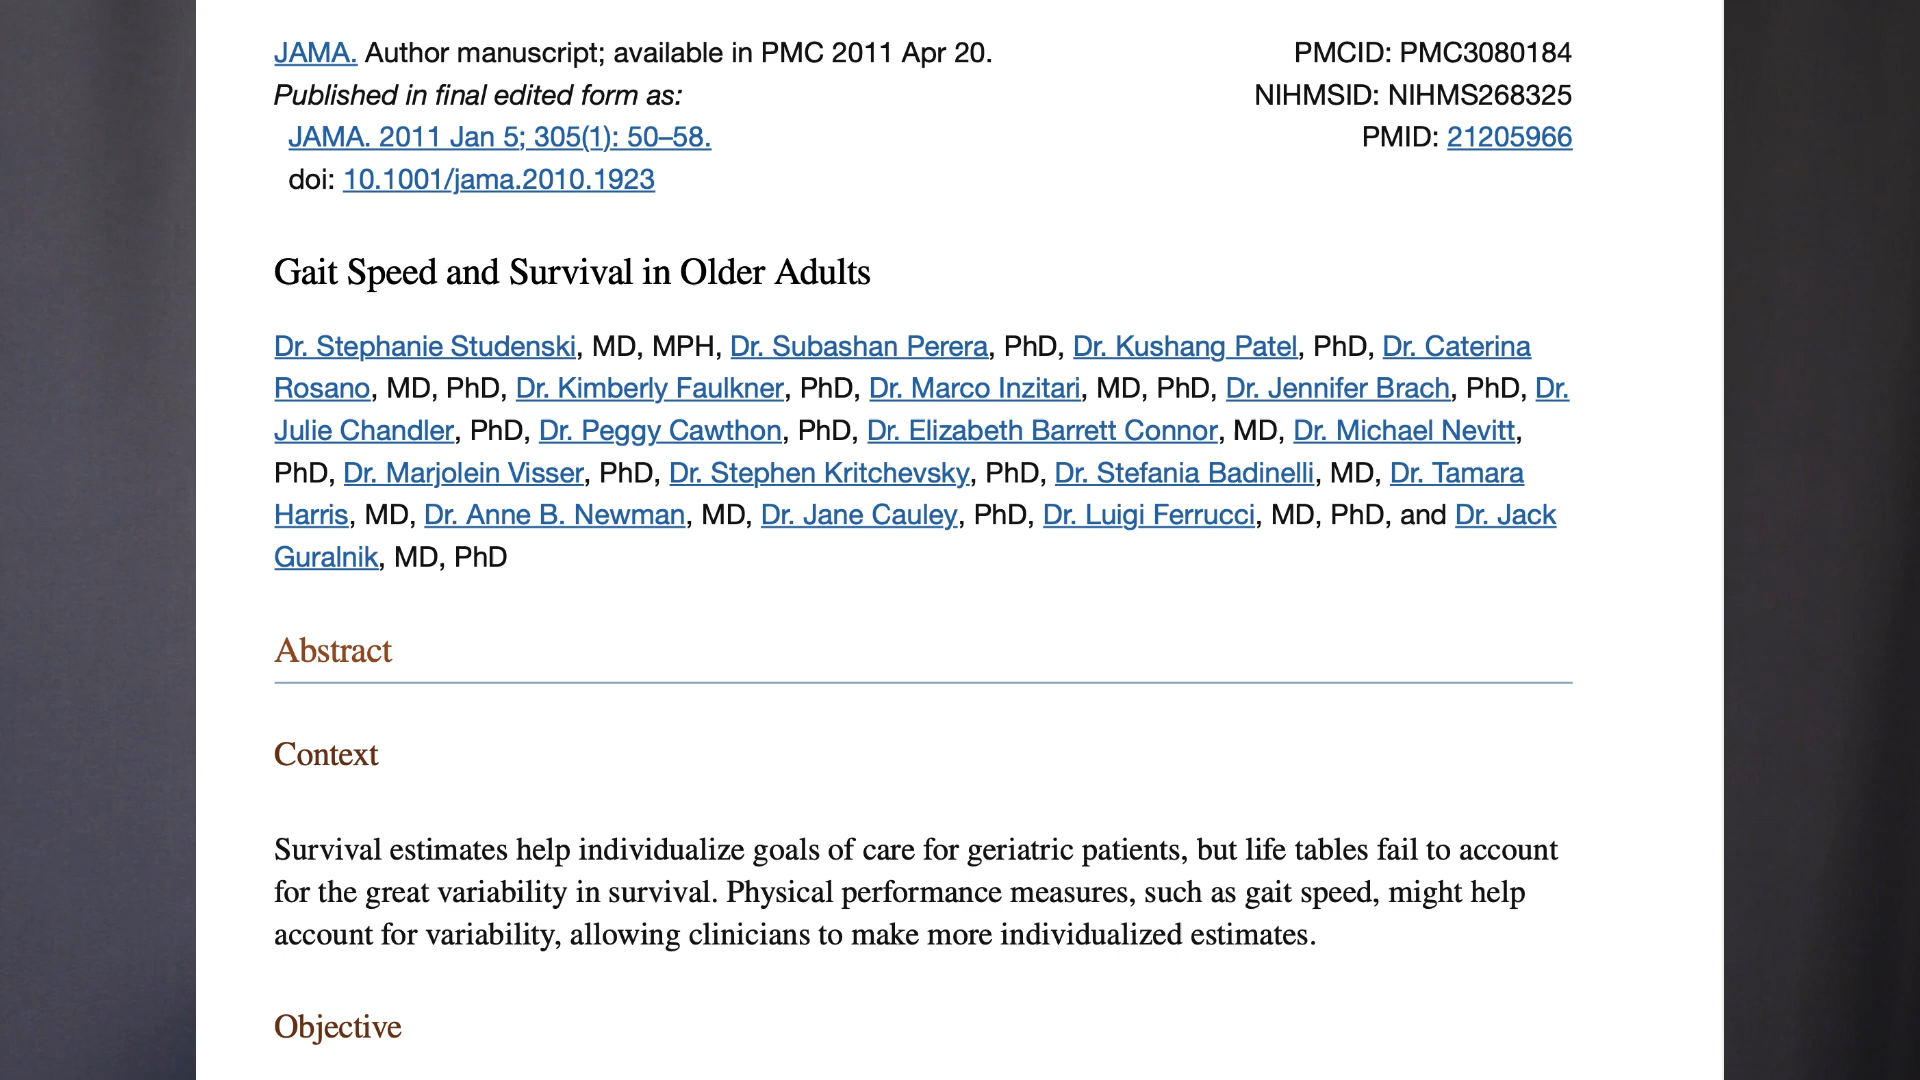 JAMA. Author manuscript; available in PMC 2011 Apr 20.
Published in final edited form as:
JAMA. 2011 Jan 5; 305(1): 50–58.
doi: 10.1001/jama.2010.1923
PMCID: PMC3080184
NIHMSID: NIHMS268325
PMID: 21205966
Gait Speed and Survival in Older Adults
Dr. Stephanie Studenski, MD, MPH, Dr. Subashan Perera, PhD, Dr. Kushang Patel, PhD, Dr. Caterina
Rosano, MD, PhD, Dr. Kimberly Faulkner, PhD, Dr. Marco Inzitari, MD, PhD, Dr. Jennifer Brach, PhD, Dr.
Julie Chandler, PhD, Dr. Peggy Cawthon, PhD, Dr. Elizabeth Barrett Connor, MD, Dr. Michael Nevitt,
PhD, Dr. Marjolein Visser, PhD, Dr. Stephen Kritchevsky, PhD, Dr. Stefania Badinelli, MD, Dr. Tamara
Harris, MD, Dr. Anne B. Newman, MD, Dr. Jane Cauley, PhD, Dr. Luigi Ferrucci, MD, PhD, and Dr. Jack
Guralnik, MD, PhD
Abstract
Context
Survival estimates help individualize goals of care for geriatric patients, but life tables fail to account
for the great variability in survival. Physical performance measures, such as gait speed, might help
account for variability, allowing clinicians to make more individualized estimates.
Objective